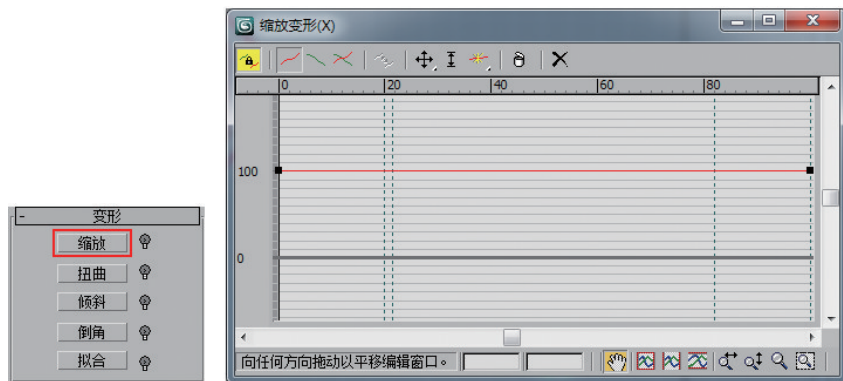 缩放变形(X)
0 20 40 60 80
100
0
向任何方向拖动以平移编辑窗口。
- 变形
缩放
扭曲
倾斜
倒角
拟合